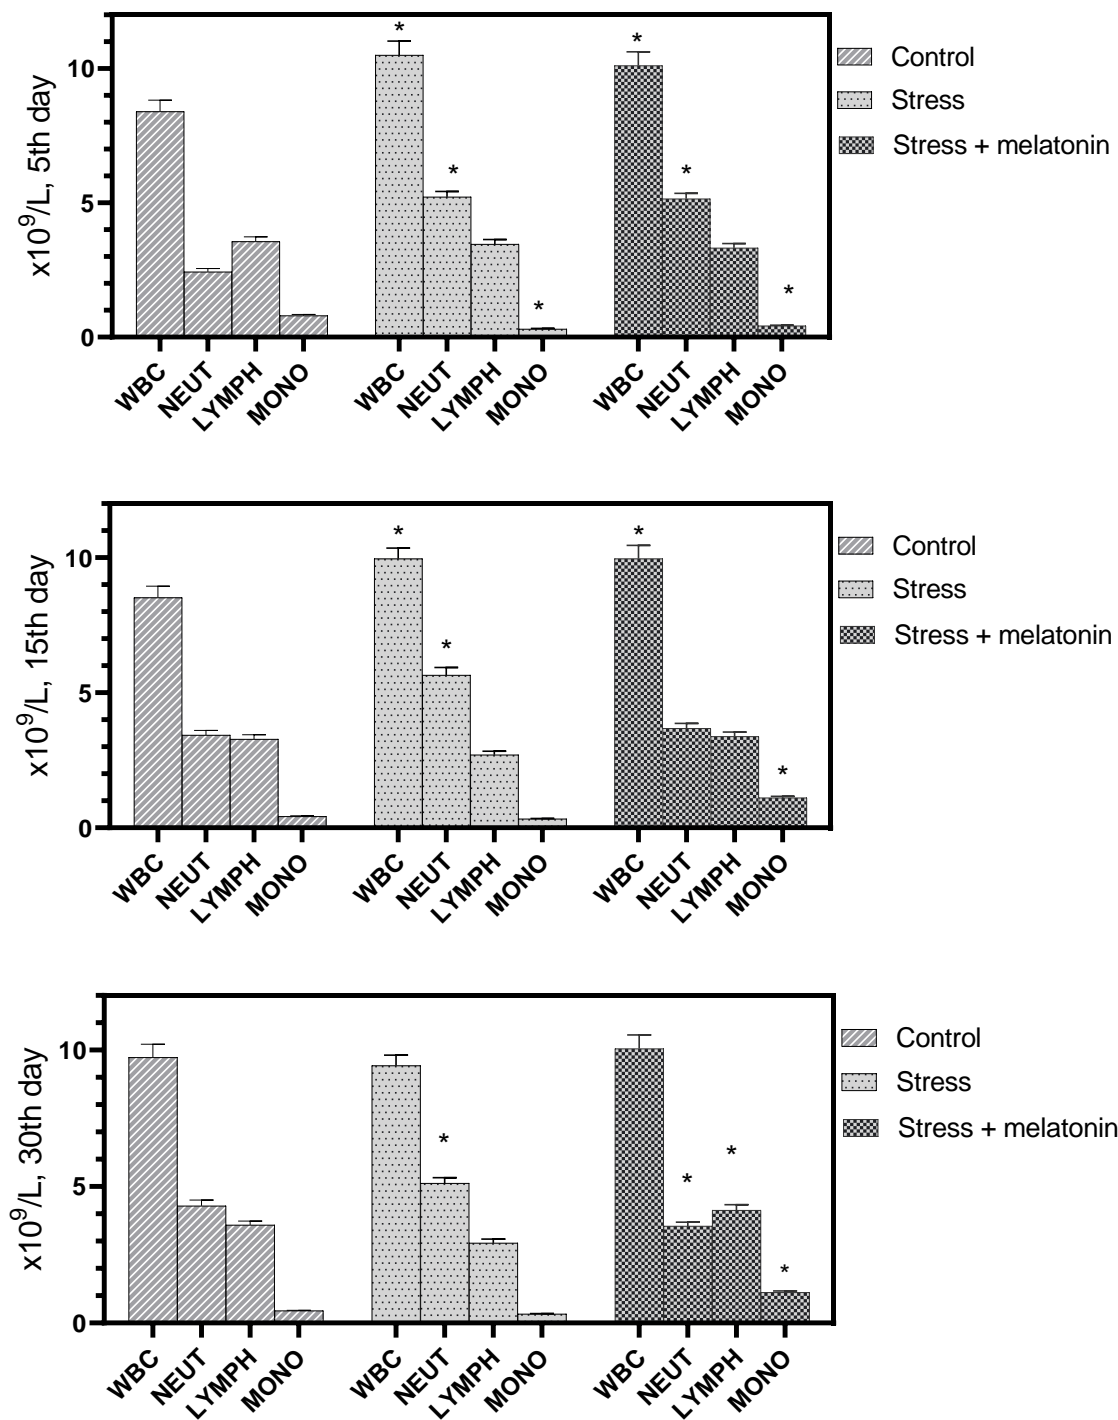 x10⁹/L, 5th day
10
5
0
*
*
*
*
*
*
WBC NEUT LYMPH MONO WBC NEUT LYMPH MONO WBC NEUT LYMPH MONO
Control
Stress
Stress + melatonin
x10⁹/L, 15th day
10
5
0
*
*
*
*
WBC NEUT LYMPH MONO WBC NEUT LYMPH MONO WBC NEUT LYMPH MONO
Control
Stress
Stress + melatonin
x10⁹/L, 30th day
10
5
0
*
*
*
*
WBC NEUT LYMPH MONO WBC NEUT LYMPH MONO WBC NEUT LYMPH MONO
Control
Stress
Stress + melatonin